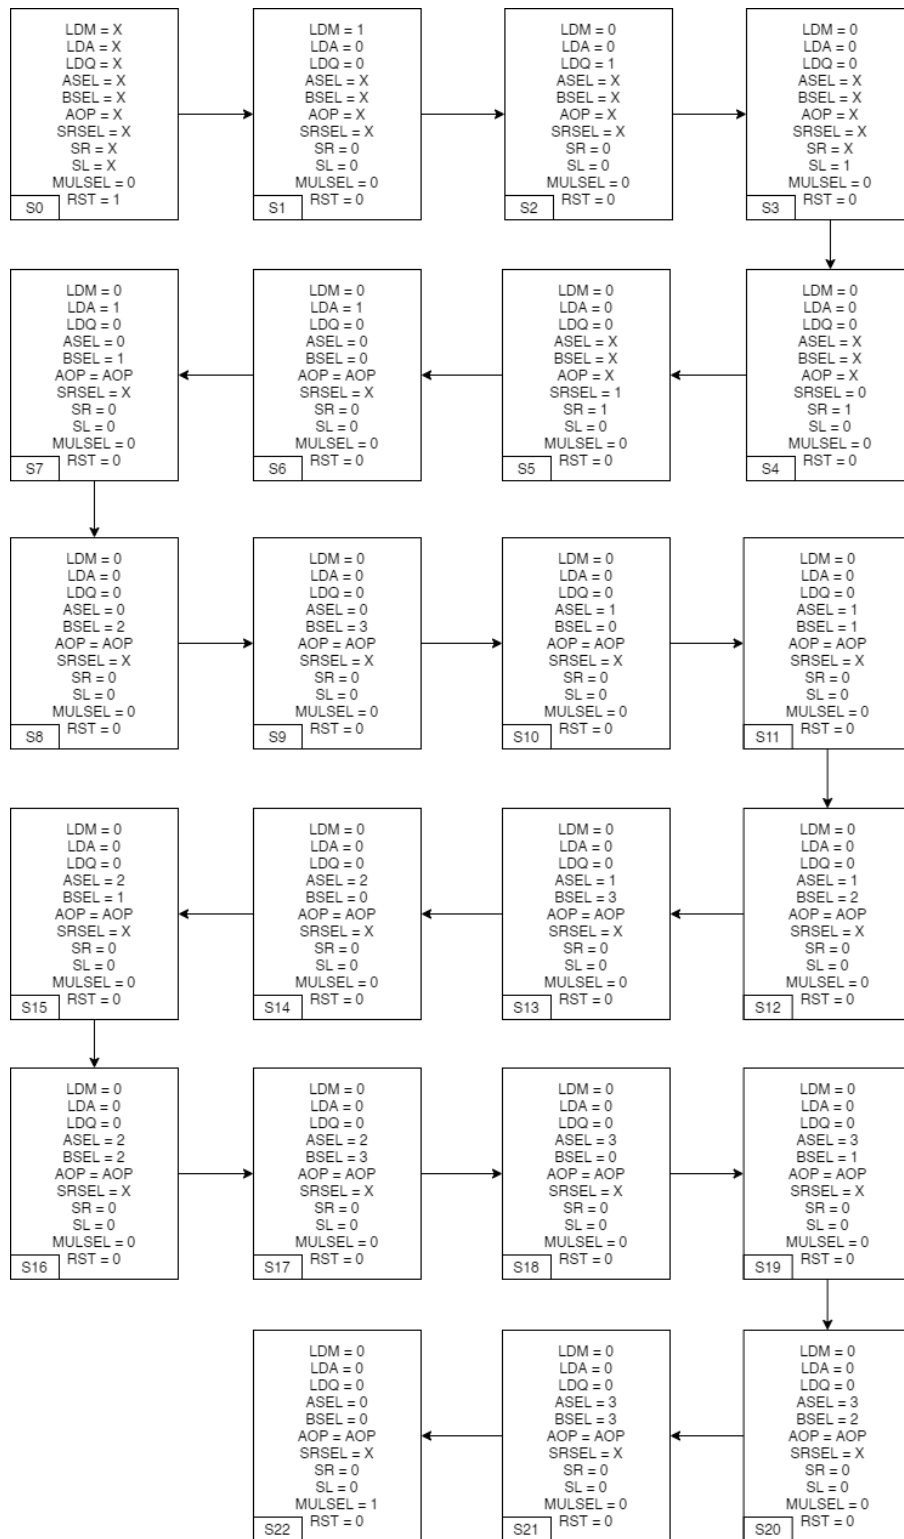 LDM = X
LDA = X
LDQ = X
ASEL = X
BSEL = X
AOP = X
SRSEL = X
SR = X
SL = X
MULSEL = 0
RST = 1
S0
LDM = 1
LDA = 0
LDQ = 0
ASEL = X
BSEL = X
AOP = X
SRSEL = X
SR = 0
SL = 0
MULSEL = 0
RST = 0
S1
LDM = 0
LDA = 0
LDQ = 1
ASEL = X
BSEL = X
AOP = X
SRSEL = X
SR = 0
SL = 0
MULSEL = 0
RST = 0
S2
LDM = 0
LDA = 0
LDQ = 0
ASEL = X
BSEL = X
AOP = X
SRSEL = X
SR = X
SL = 1
MULSEL = 0
RST = 0
S3
LDM = 0
LDA = 0
LDQ = 0
ASEL = X
BSEL = X
AOP = X
SRSEL = 0
SR = 1
SL = 0
MULSEL = 0
RST = 0
S4
LDM = 0
LDA = 0
LDQ = 0
ASEL = X
BSEL = X
AOP = X
SRSEL = 1
SR = 1
SL = 0
MULSEL = 0
RST = 0
S5
LDM = 0
LDA = 1
LDQ = 0
ASEL = 0
BSEL = 0
AOP = AOP
SRSEL = X
SR = 0
SL = 0
MULSEL = 0
RST = 0
S6
LDM = 0
LDA = 1
LDQ = 0
ASEL = 0
BSEL = 1
AOP = AOP
SRSEL = X
SR = 0
SL = 0
MULSEL = 0
RST = 0
S7
LDM = 0
LDA = 0
LDQ = 0
ASEL = 0
BSEL = 2
AOP = AOP
SRSEL = X
SR = 0
SL = 0
MULSEL = 0
RST = 0
S8
LDM = 0
LDA = 0
LDQ = 0
ASEL = 0
BSEL = 3
AOP = AOP
SRSEL = X
SR = 0
SL = 0
MULSEL = 0
RST = 0
S9
LDM = 0
LDA = 0
LDQ = 0
ASEL = 1
BSEL = 0
AOP = AOP
SRSEL = X
SR = 0
SL = 0
MULSEL = 0
RST = 0
S10
LDM = 0
LDA = 0
LDQ = 0
ASEL = 1
BSEL = 1
AOP = AOP
SRSEL = X
SR = 0
SL = 0
MULSEL = 0
RST = 0
S11
LDM = 0
LDA = 0
LDQ = 0
ASEL = 1
BSEL = 2
AOP = AOP
SRSEL = X
SR = 0
SL = 0
MULSEL = 0
RST = 0
S12
LDM = 0
LDA = 0
LDQ = 0
ASEL = 1
BSEL = 3
AOP = AOP
SRSEL = X
SR = 0
SL = 0
MULSEL = 0
RST = 0
S13
LDM = 0
LDA = 0
LDQ = 0
ASEL = 2
BSEL = 0
AOP = AOP
SRSEL = X
SR = 0
SL = 0
MULSEL = 0
RST = 0
S14
LDM = 0
LDA = 0
LDQ = 0
ASEL = 2
BSEL = 1
AOP = AOP
SRSEL = X
SR = 0
SL = 0
MULSEL = 0
RST = 0
S15
LDM = 0
LDA = 0
LDQ = 0
ASEL = 2
BSEL = 2
AOP = AOP
SRSEL = X
SR = 0
SL = 0
MULSEL = 0
RST = 0
S16
LDM = 0
LDA = 0
LDQ = 0
ASEL = 2
BSEL = 3
AOP = AOP
SRSEL = X
SR = 0
SL = 0
MULSEL = 0
RST = 0
S17
LDM = 0
LDA = 0
LDQ = 0
ASEL = 3
BSEL = 0
AOP = AOP
SRSEL = X
SR = 0
SL = 0
MULSEL = 0
RST = 0
S18
LDM = 0
LDA = 0
LDQ = 0
ASEL = 3
BSEL = 1
AOP = AOP
SRSEL = X
SR = 0
SL = 0
MULSEL = 0
RST = 0
S19
LDM = 0
LDA = 0
LDQ = 0
ASEL = 3
BSEL = 2
AOP = AOP
SRSEL = X
SR = 0
SL = 0
MULSEL = 0
RST = 0
S20
LDM = 0
LDA = 0
LDQ = 0
ASEL = 3
BSEL = 3
AOP = AOP
SRSEL = X
SR = 0
SL = 0
MULSEL = 0
RST = 0
S21
LDM = 0
LDA = 0
LDQ = 0
ASEL = 0
BSEL = 0
AOP = AOP
SRSEL = X
SR = 0
SL = 0
MULSEL = 1
RST = 0
S22